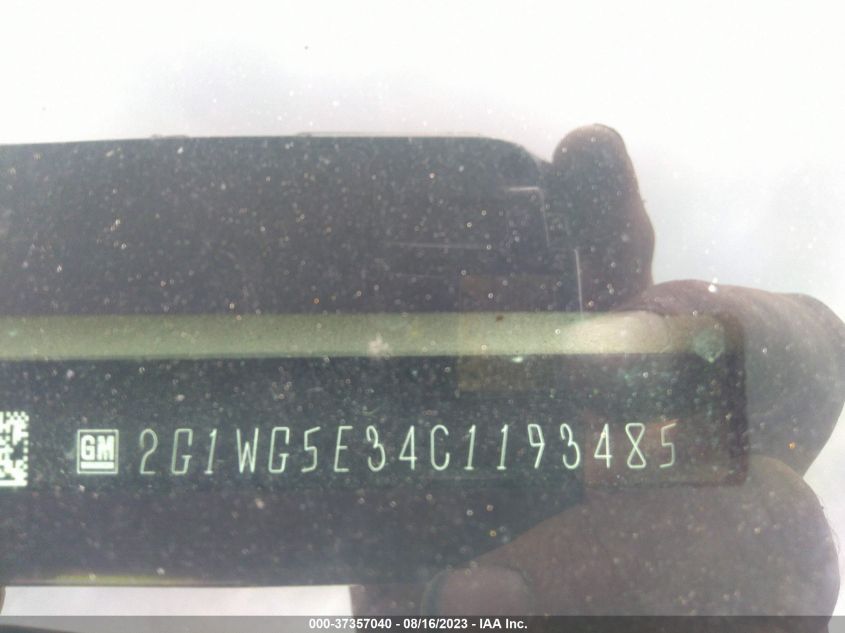 GM 2G1WG5E34C1193485
000-37357040 - 08/16/2023 - IAA Inc.